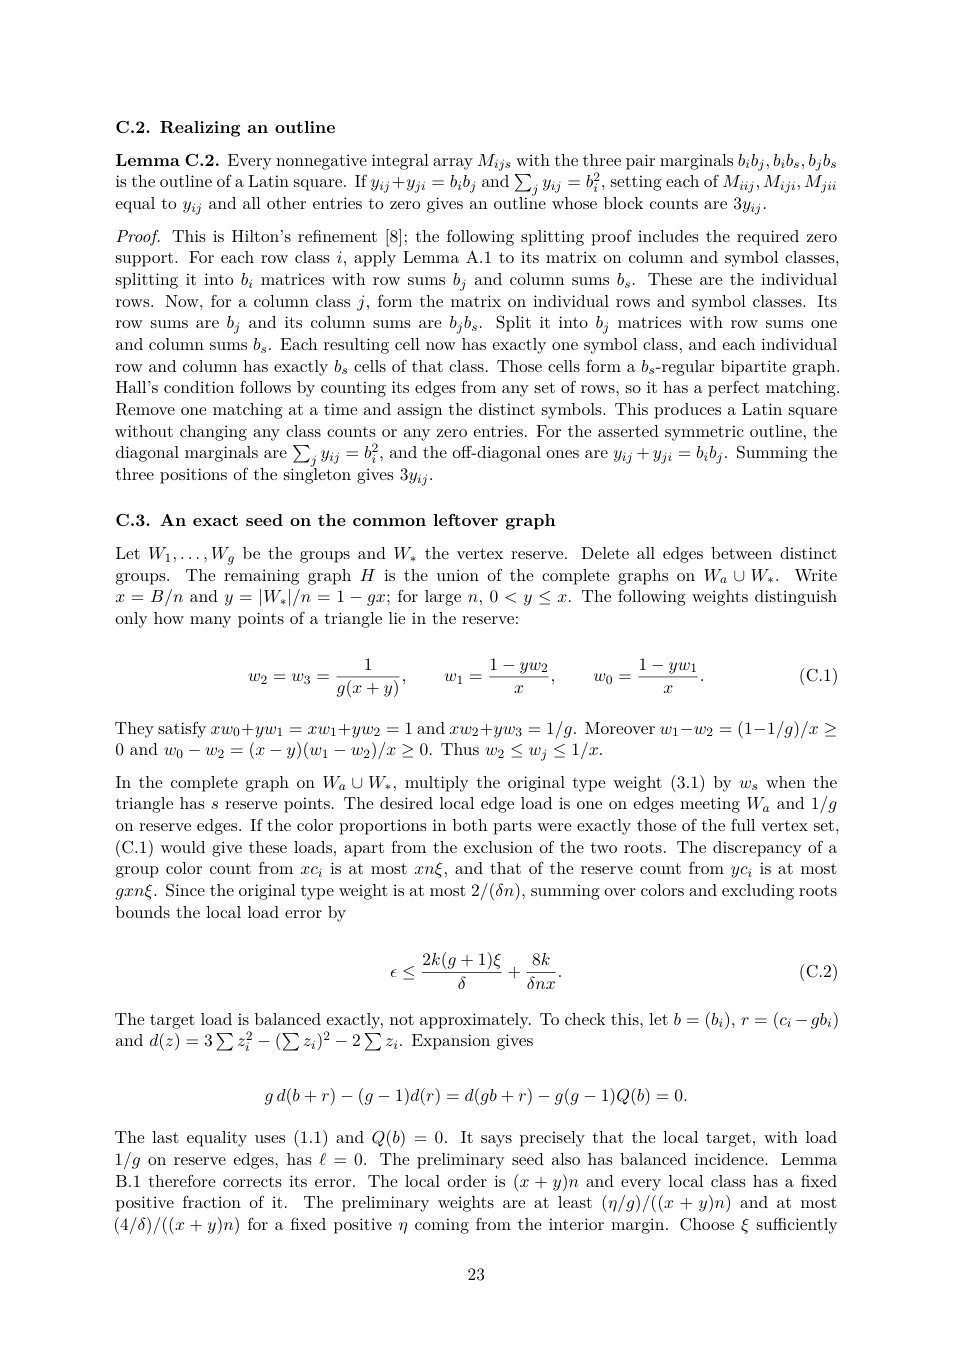 C.2. Realizing an outline
Lemma C.2. Every nonnegative integral array M_{ijs} with the three pair marginals b_i b_j, b_i b_s, b_j b_s
is the outline of a Latin square. If y_{ij} + y_{ji} = b_i b_j and ∑_j y_{ij} = b_i^2, setting each of M_{iij}, M_{iji}, M_{jii}
equal to y_{ij} and all other entries to zero gives an outline whose block counts are 3y_{ij}.
Proof. This is Hilton's refinement [8]; the following splitting proof includes the required zero
support. For each row class i, apply Lemma A.1 to its matrix on column and symbol classes,
splitting it into b_i matrices with row sums b_j and column sums b_s. These are the individual
rows. Now, for a column class j, form the matrix on individual rows and symbol classes. Its
row sums are b_j and its column sums are b_j b_s. Split it into b_j matrices with row sums one
and column sums b_s. Each resulting cell now has exactly one symbol class, and each individual
row and column has exactly b_s cells of that class. Those cells form a b_s-regular bipartite graph.
Hall's condition follows by counting its edges from any set of rows, so it has a perfect matching.
Remove one matching at a time and assign the distinct symbols. This produces a Latin square
without changing any class counts or any zero entries. For the asserted symmetric outline, the
diagonal marginals are ∑_j y_{ij} = b_i^2, and the off-diagonal ones are y_{ij} + y_{ji} = b_i b_j. Summing the
three positions of the singleton gives 3y_{ij}.
C.3. An exact seed on the common leftover graph
Let W_1, . . . , W_g be the groups and W_* the vertex reserve. Delete all edges between distinct
groups. The remaining graph H is the union of the complete graphs on W_a ∪ W_*. Write
x = B/n and y = |W_*|/n = 1 − gx; for large n, 0 < y ≤ x. The following weights distinguish
only how many points of a triangle lie in the reserve:
w_2 = w_3 = 1/(g(x + y)), w_1 = (1 − yw_2)/x, w_0 = (1 − yw_1)/x. (C.1)
They satisfy xw_0+yw_1 = xw_1+yw_2 = 1 and xw_2+yw_3 = 1/g. Moreover w_1−w_2 = (1−1/g)/x ≥
0 and w_0 − w_2 = (x − y)(w_1 − w_2)/x ≥ 0. Thus w_2 ≤ w_j ≤ 1/x.
In the complete graph on W_a ∪ W_*, multiply the original type weight (3.1) by w_s when the
triangle has s reserve points. The desired local edge load is one on edges meeting W_a and 1/g
on reserve edges. If the color proportions in both parts were exactly those of the full vertex set,
(C.1) would give these loads, apart from the exclusion of the two roots. The discrepancy of a
group color count from xc_i is at most xnξ, and that of the reserve count from yc_i is at most
gxnξ. Since the original type weight is at most 2/(δn), summing over colors and excluding roots
bounds the local load error by
ϵ ≤ 2k(g + 1)ξ/δ + 8k/(δnx). (C.2)
The target load is balanced exactly, not approximately. To check this, let b = (b_i), r = (c_i − gb_i)
and d(z) = 3 ∑ z_i^2 − (∑ z_i)^2 − 2 ∑ z_i. Expansion gives
g d(b + r) − (g − 1)d(r) = d(gb + r) − g(g − 1)Q(b) = 0.
The last equality uses (1.1) and Q(b) = 0. It says precisely that the local target, with load
1/g on reserve edges, has ℓ = 0. The preliminary seed also has balanced incidence. Lemma
B.1 therefore corrects its error. The local order is (x + y)n and every local class has a fixed
positive fraction of it. The preliminary weights are at least (η/g)/((x + y)n) and at most
(4/δ)/((x + y)n) for a fixed positive η coming from the interior margin. Choose ξ sufficiently
23